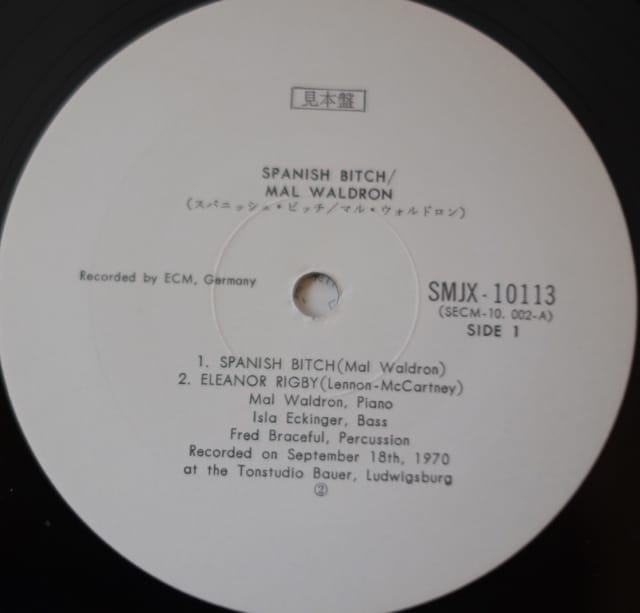 見本盤
SPANISH BITCH/
MAL WALDRON
(スパニッシュ・ビッチ/マル・ウォルドロン)
Recorded by ECM, Germany
SMJX-10113
(SECM-10. 002-A)
SIDE 1
1. SPANISH BITCH(Mal Waldron)
2. ELEANOR RIGBY(Lennon-McCartney)
Mal Waldron, Piano
Isla Eckinger, Bass
Fred Braceful, Percussion
Recorded on September 18th, 1970
at the Tonstudio Bauer, Ludwigsburg
②